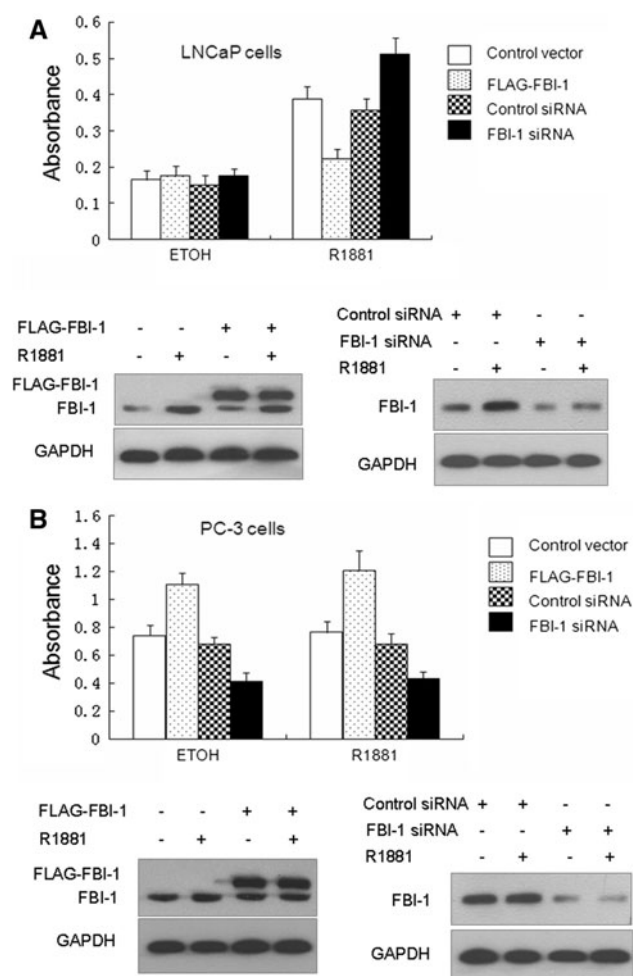 A
LNCaP cells
Absorbance
0.6
0.5
0.4
0.3
0.2
0.1
0
ETOH R1881
Control vector
FLAG-FBI-1
Control siRNA
FBI-1 siRNA
FLAG-FBI-1 - - + +
R1881 - + - +
FLAG-FBI-1
FBI-1
GAPDH
Control siRNA + + - -
FBI-1 siRNA - - + +
R1881 - + - +
FBI-1
GAPDH
B
PC-3 cells
Absorbance
1.6
1.4
1.2
1
0.8
0.6
0.4
0.2
0
ETOH R1881
Control vector
FLAG-FBI-1
Control siRNA
FBI-1 siRNA
FLAG-FBI-1 - - + +
R1881 - + - +
FLAG-FBI-1
FBI-1
GAPDH
Control siRNA + + - -
FBI-1 siRNA - - + +
R1881 - + - +
FBI-1
GAPDH